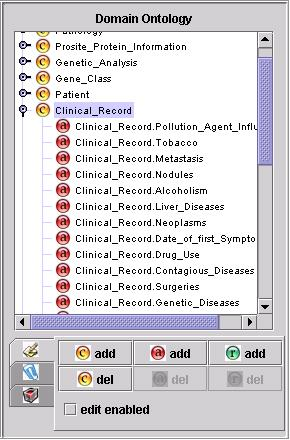 Domain Ontology
Pathology
Prosite_Protein_Information
Genetic_Analysis
Gene_Class
Patient
c Clinical_Record
a Clinical_Record.Pollution_Agent_Influ
a Clinical_Record.Tobacco
a Clinical_Record.Metastasis
a Clinical_Record.Nodules
a Clinical_Record.Alcoholism
a Clinical_Record.Liver_Diseases
a Clinical_Record.Neoplasms
a Clinical_Record.Date_of_first_Sympto
a Clinical_Record.Drug_Use
a Clinical_Record.Contagious_Diseases
a Clinical_Record.Surgeries
a Clinical_Record.Genetic_Diseases
c add a add r add
c del a del r del
edit enabled